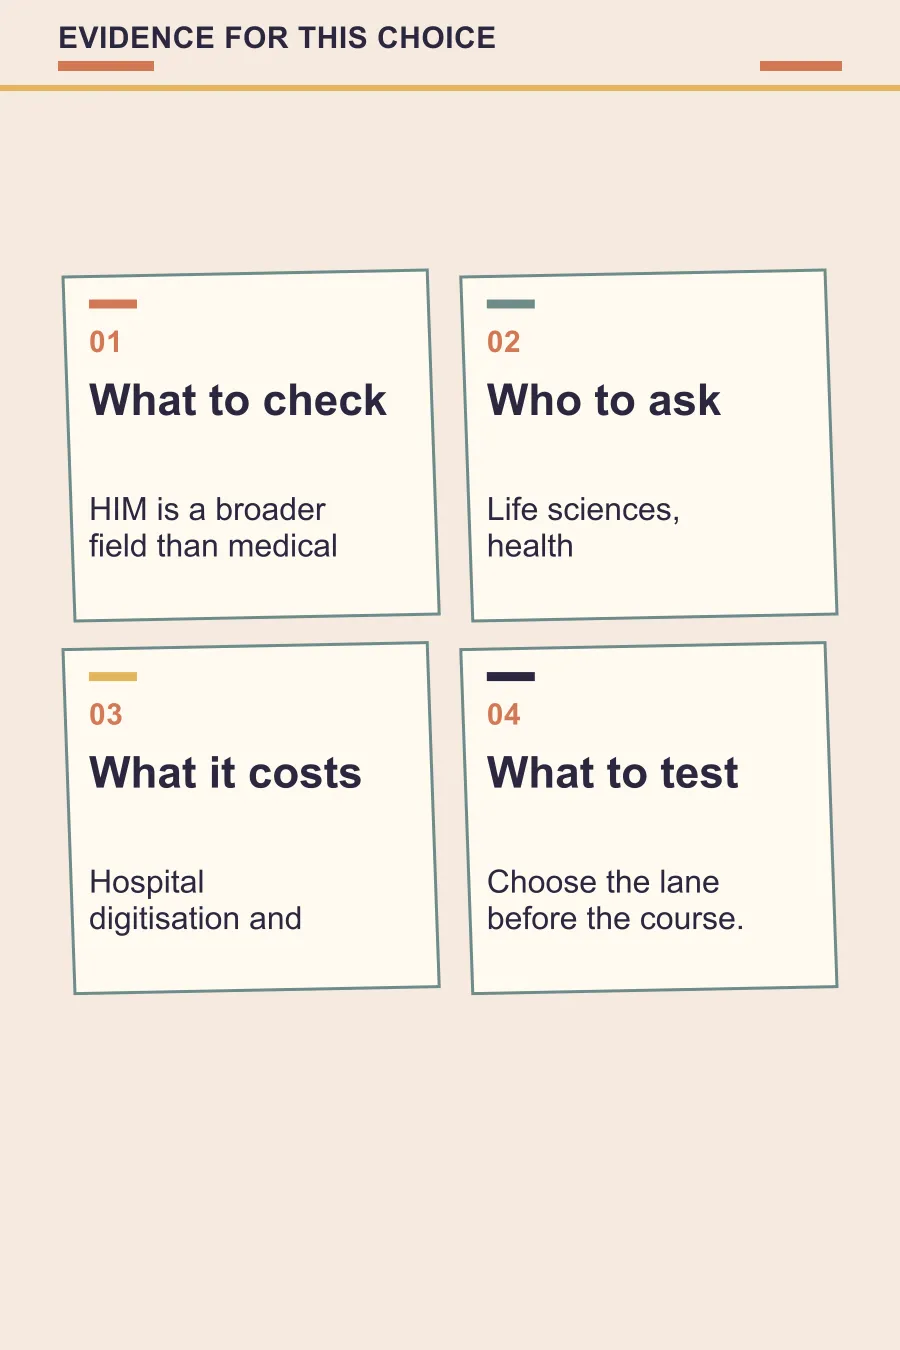 EVIDENCE FOR THIS CHOICE
01
What to check
HIM is a broader
field than medical
02
Who to ask
Life sciences,
health
03
What it costs
Hospital
digitisation and
04
What to test
Choose the lane
before the course.